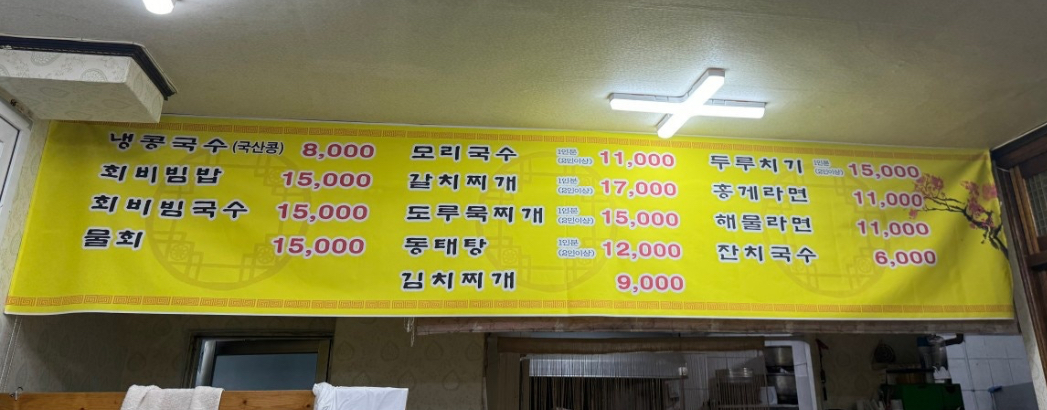 냉콩국수 (국산콩) 8,000
회비빔밥 15,000
회비빔국수 15,000
물회 15,000
모리국수 1인분 (2인이상) 11,000
갈치찌개 1인분 (2인이상) 17,000
도루묵찌개 1인분 (2인이상) 15,000
동태탕 1인분 (2인이상) 12,000
김치찌개 9,000
두루치기 1인분 (2인이상) 15,000
홍게라면 11,000
해물라면 11,000
잔치국수 6,000